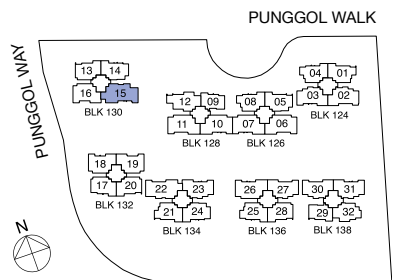 PUNGGOL WALK
PUNGGOL WAY
13 14
16 15
BLK 130
12 09
11 10
BLK 128
08 05
07 06
BLK 126
04 01
03 02
BLK 124
18 19
17 20
BLK 132
22 23
21 24
BLK 134
26 27
25 28
BLK 136
30 31
29 32
BLK 138
N